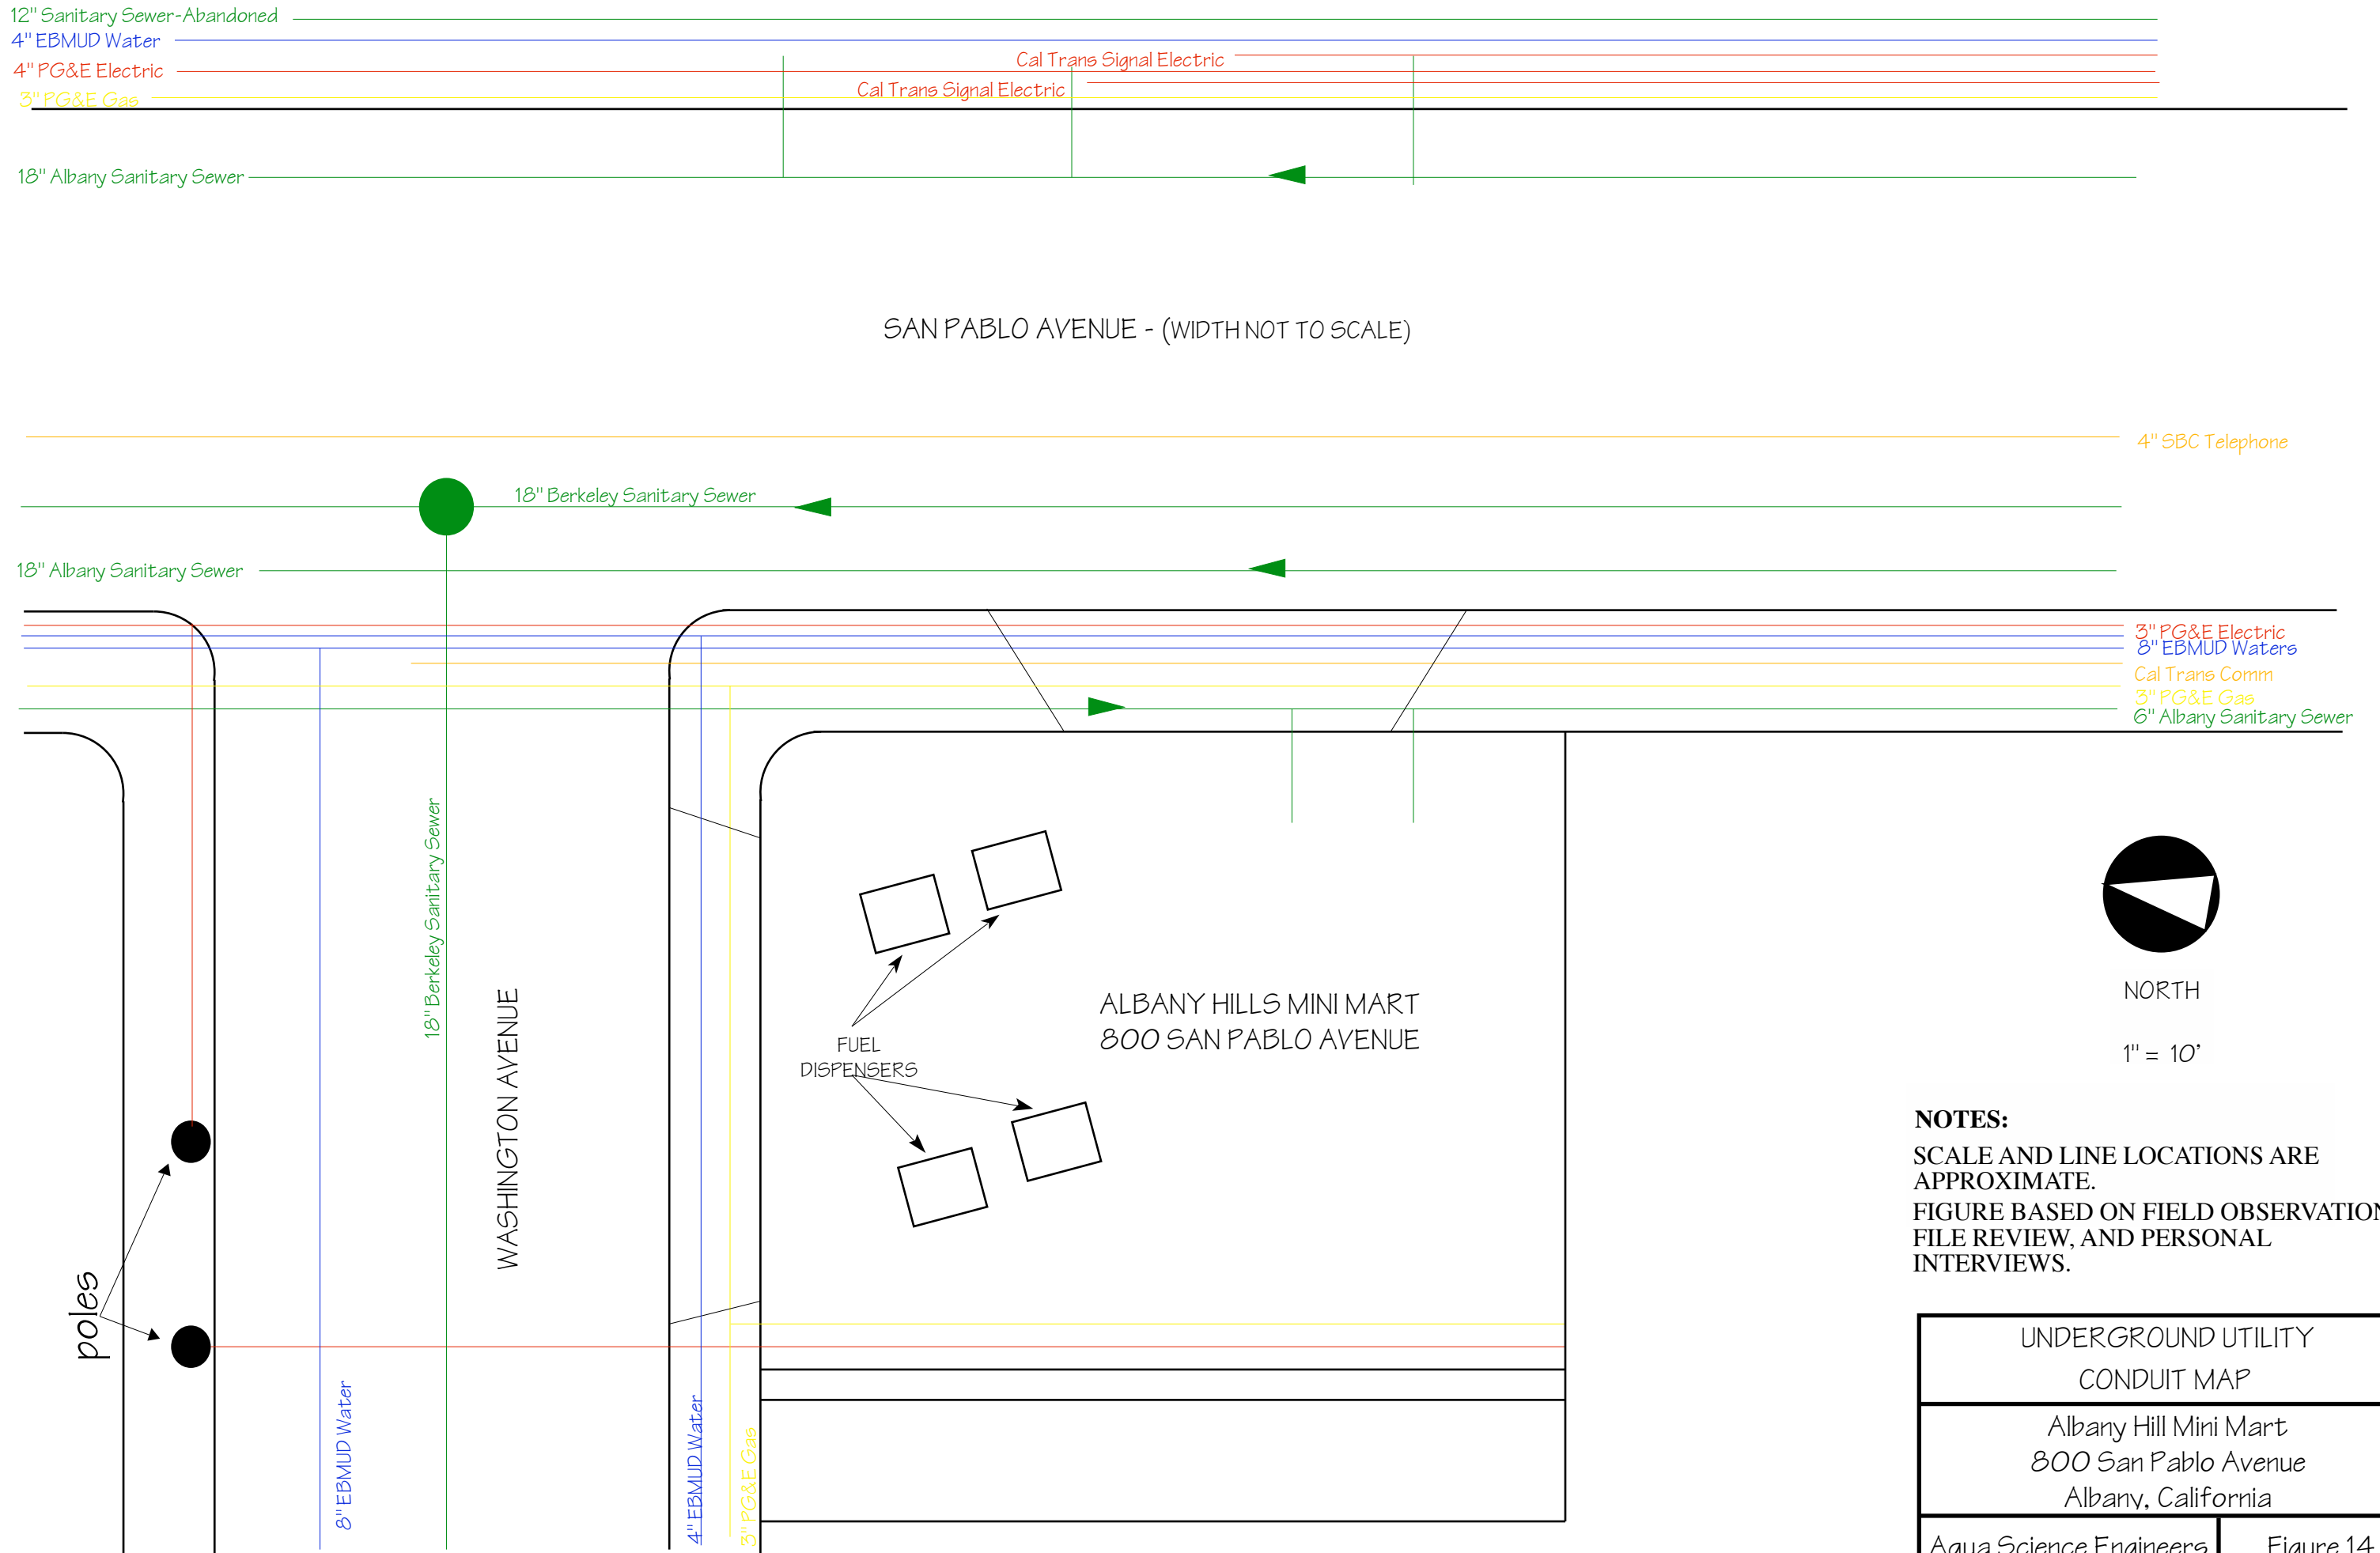 12" Sanitary Sewer-Abandoned
4" EBMUD Water
Cal Trans Signal Electric
4" PG&E Electric
Cal Trans Signal Electric
3" PG&E Gas
18" Albany Sanitary Sewer
SAN PABLO AVENUE - (WIDTH NOT TO SCALE)
4" SBC Telephone
18" Berkeley Sanitary Sewer
18" Albany Sanitary Sewer
3" PG&E Electric
8" EBMUD Waters
Cal Trans Comm
3" PG&E Gas
6" Albany Sanitary Sewer
18" Berkeley Sanitary Sewer
WASHINGTON AVENUE
ALBANY HILLS MINI MART
800 SAN PABLO AVENUE
FUEL
DISPENSERS
poles
8" EBMUD Water
4" EBMUD Water
3" PG&E Gas
NORTH
1" = 10'
NOTES:
SCALE AND LINE LOCATIONS ARE
APPROXIMATE.
FIGURE BASED ON FIELD OBSERVATION
FILE REVIEW, AND PERSONAL
INTERVIEWS.
UNDERGROUND UTILITY
CONDUIT MAP
Albany Hill Mini Mart
800 San Pablo Avenue
Albany, California
Aqua Science Engineers
Figure 14